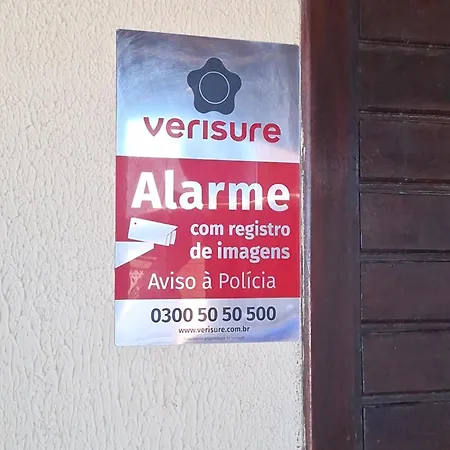 verisure
Alarme
com registro
de imagens
Aviso à Polícia
0300 50 50 500
www.verisure.com.br